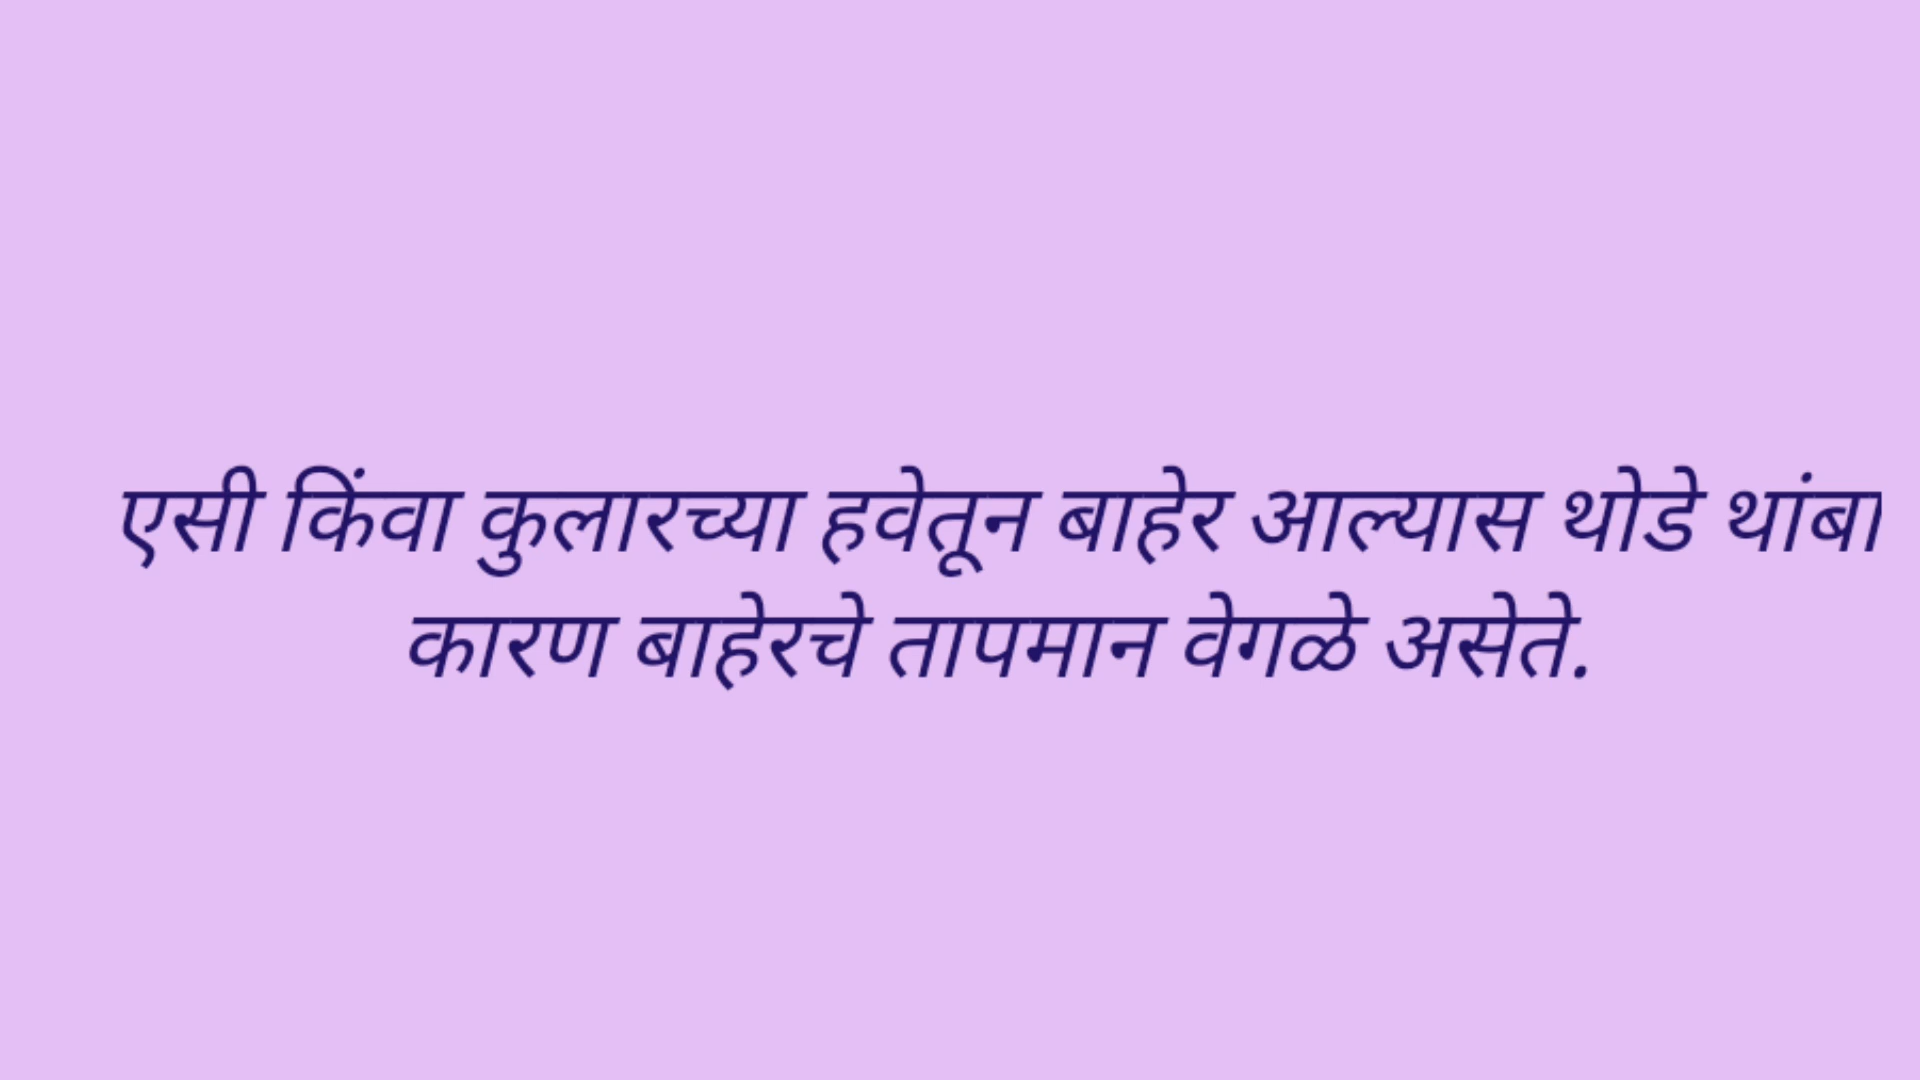 एसी किंवा कुलारच्या हवेतून बाहेर आल्यास थोडे थांबा
कारण बाहेरचे तापमान वेगळे असेते.